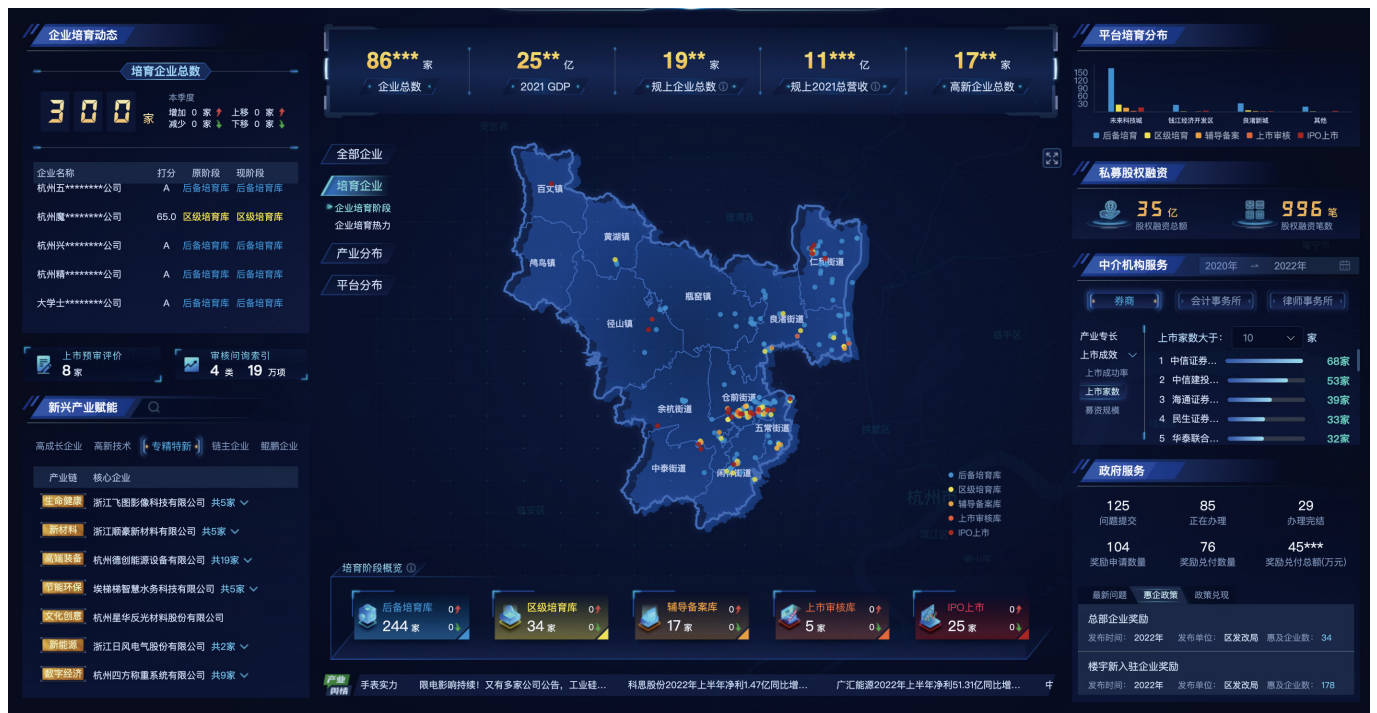 企业培育动态
培育企业总数
300 家
本季度
增加 0 家 上移 0 家
减少 0 家 下移 0 家
企业名称 打分 原阶段 现阶段
杭州五********公司 A 后备培育库 后备培育库
杭州魔********公司 65.0 区级培育库 区级培育库
杭州兴********公司 A 后备培育库 后备培育库
杭州精********公司 A 后备培育库 后备培育库
大学士********公司 A 后备培育库 后备培育库
上市预审评价
8家
审核问询索引
4 类 19 万项
新兴产业赋能
高成长企业 高新技术 专精特新 链主企业 鲲鹏企业
产业链 核心企业
生命健康 浙江飞图影像科技有限公司 共5家
新材料 浙江顺豪新材料有限公司 共5家
高端装备 杭州德创能源设备有限公司 共19家
节能环保 埃梯梯智慧水务科技有限公司 共5家
文化创意 杭州星华反光材料股份有限公司
新能源 浙江日风电气股份有限公司 共2家
数字经济 杭州四方称重系统有限公司 共9家
86*** 家
企业总数
25** 亿
2021 GDP
19** 家
规上企业总数
11*** 亿
规上2021总营收
17** 家
高新企业总数
全部企业
培育企业
企业培育阶段
企业培育热力
产业分布
平台分布
德清县
百丈镇
黄湖镇
鸬鸟镇
仁和街道
瓶窑镇
径山镇
良渚街道
临平区
仓前街道
余杭街道
五常街道
拱墅区
中泰街道
闲林街道
临安区
杭州
后备培育库
区级培育库
辅导备案库
上市审核库
IPO上市
培育阶段概览
后备培育库 0
244 家 0
区级培育库 0
34 家 0
辅导备案库 0
17 家 0
上市审核库 0
5 家 0
IPO上市 0
25 家 0
产业舆情 手表实力 限电影响持续！又有多家公司公告，工业硅... 科思股份2022年上半年净利1.47亿同比增... 广汇能源2022年上半年净利51.31亿同比增... 中
平台培育分布
150
120
90
60
30
未来科技城 钱江经济开发区 良渚新城 其他
后备培育 区级培育 辅导备案 上市审核 IPO上市
私募股权融资
35 亿
股权融资总额
996 笔
股权融资笔数
中介机构服务
2020年 → 2022年
券商 会计事务所 律师事务所
产业专长
上市成效
上市成功率
上市家数
募资规模
上市家数大于： 10 家
1 中信证券... 68家
2 中信建投... 53家
3 海通证券... 39家
4 民生证券... 33家
5 华泰联合... 32家
政府服务
125
问题提交
85
正在办理
29
办理完结
104
奖励申请数量
76
奖励兑付数量
45***
奖励兑付总额(万元)
最新问题 惠企政策 政策兑现
总部企业奖励
发布时间： 2022年 发布单位： 区发改局 惠及企业数： 34
楼宇新入驻企业奖励
发布时间： 2022年 发布单位： 区发改局 惠及企业数： 178